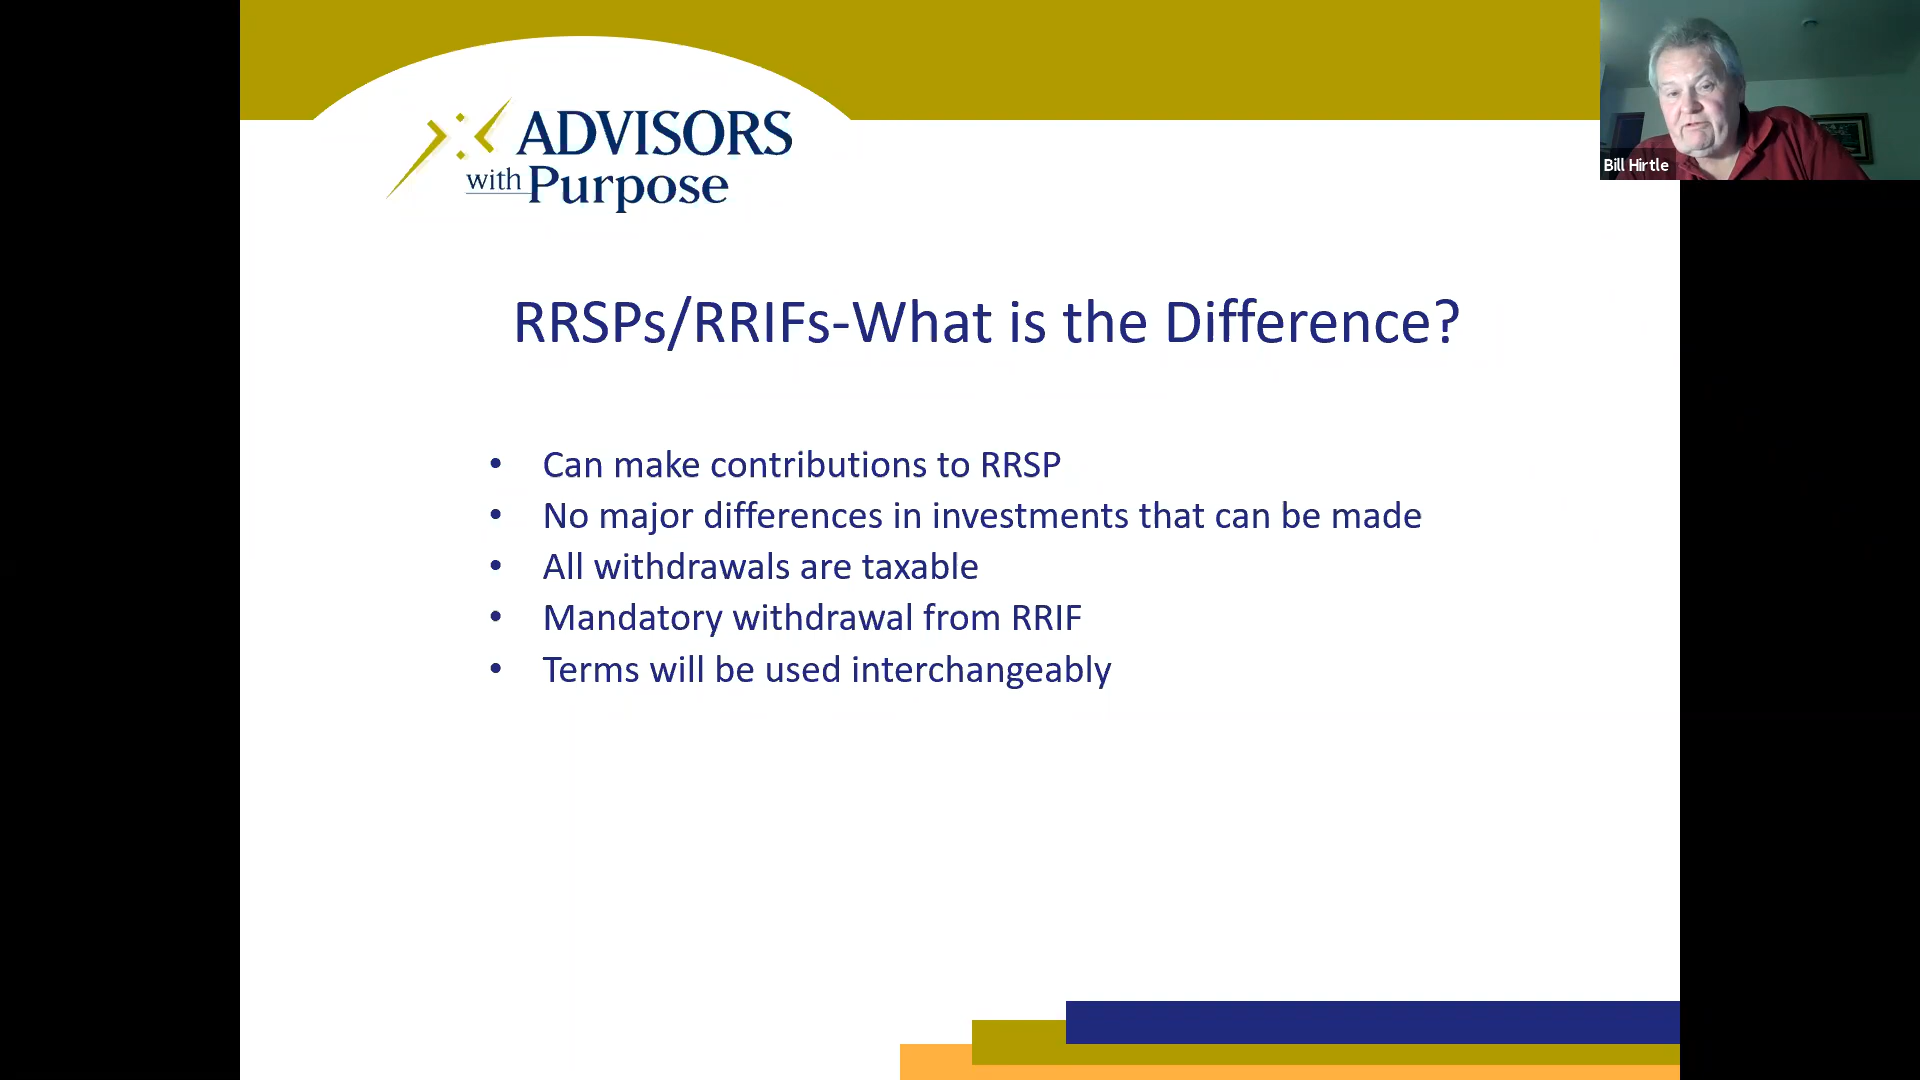 ADVISORS
with Purpose
Bill Hirtle
RRSPs/RRIFs-What is the Difference?
• Can make contributions to RRSP
• No major differences in investments that can be made
• All withdrawals are taxable
• Mandatory withdrawal from RRIF
• Terms will be used interchangeably